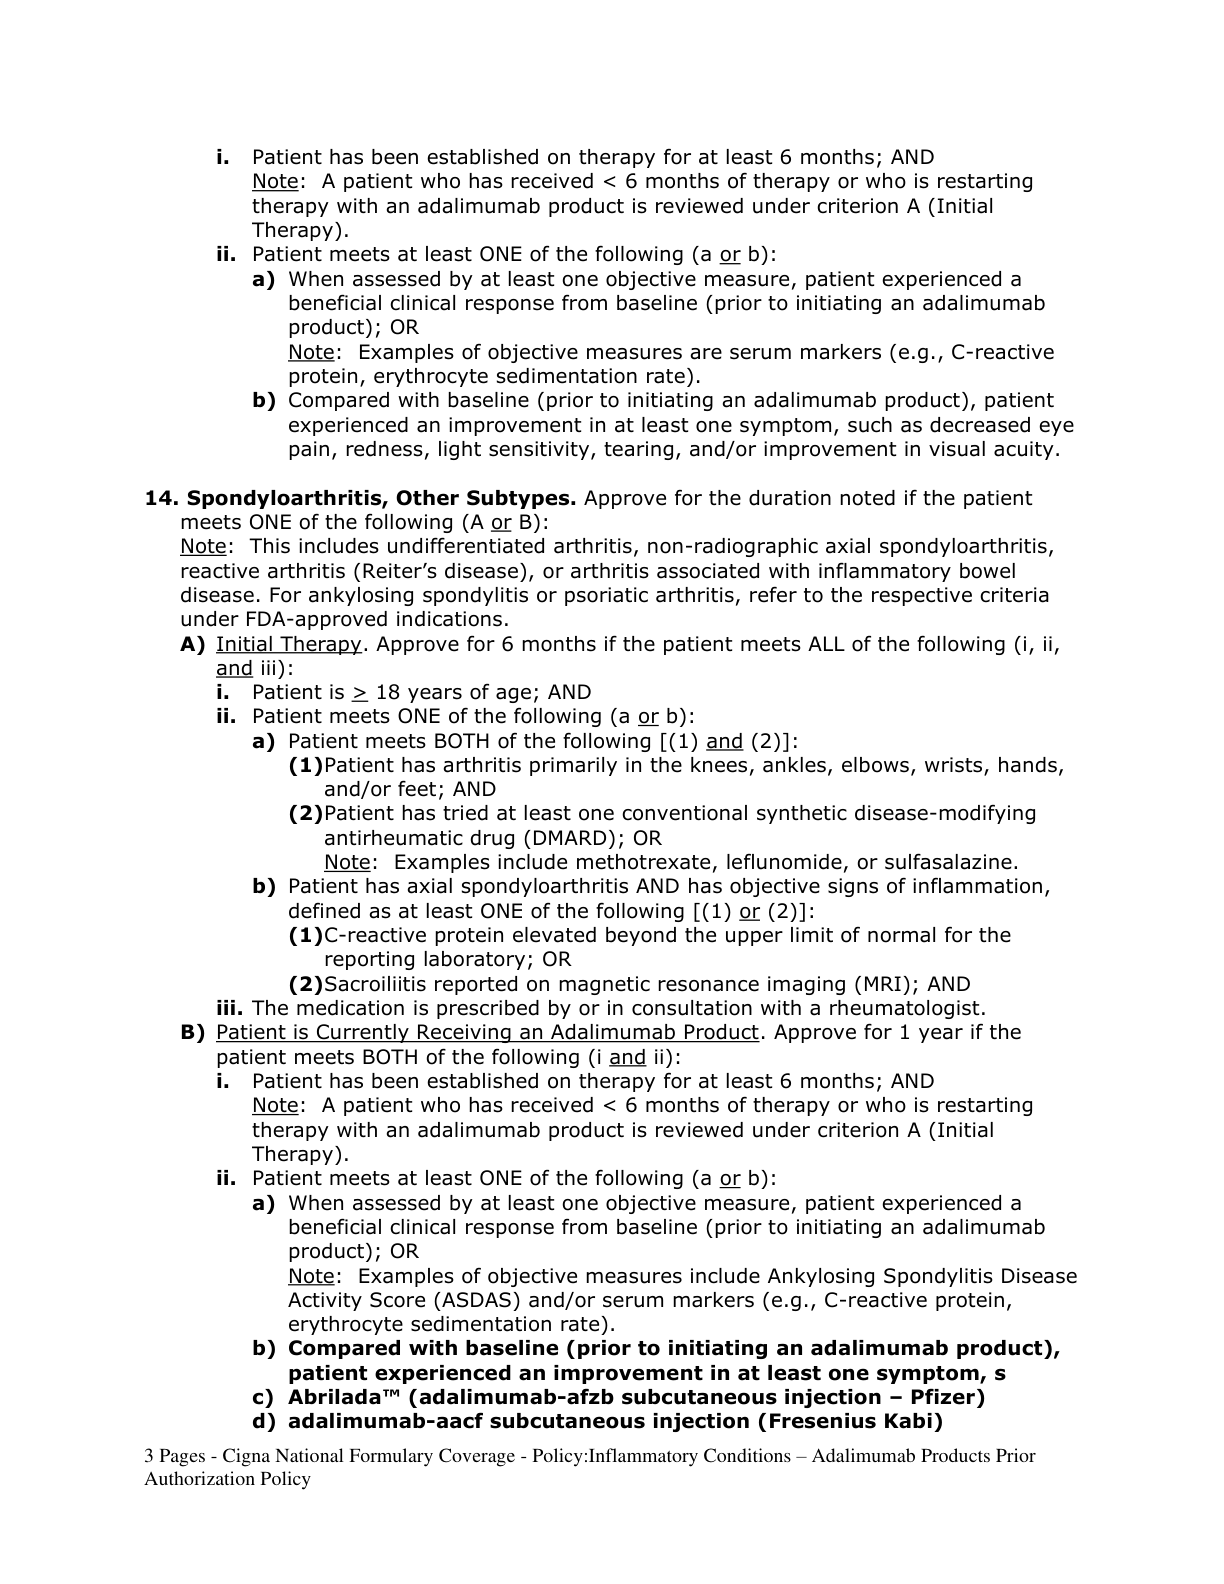 i. Patient has been established on therapy for at least 6 months; AND
Note: A patient who has received < 6 months of therapy or who is restarting
therapy with an adalimumab product is reviewed under criterion A (Initial
Therapy).
ii. Patient meets at least ONE of the following (a or b):
a) When assessed by at least one objective measure, patient experienced a
beneficial clinical response from baseline (prior to initiating an adalimumab
product); OR
Note: Examples of objective measures are serum markers (e.g., C-reactive
protein, erythrocyte sedimentation rate).
b) Compared with baseline (prior to initiating an adalimumab product), patient
experienced an improvement in at least one symptom, such as decreased eye
pain, redness, light sensitivity, tearing, and/or improvement in visual acuity.
14. Spondyloarthritis, Other Subtypes. Approve for the duration noted if the patient
meets ONE of the following (A or B):
Note: This includes undifferentiated arthritis, non-radiographic axial spondyloarthritis,
reactive arthritis (Reiter's disease), or arthritis associated with inflammatory bowel
disease. For ankylosing spondylitis or psoriatic arthritis, refer to the respective criteria
under FDA-approved indications.
A) Initial Therapy. Approve for 6 months if the patient meets ALL of the following (i, ii,
and iii):
i. Patient is > 18 years of age; AND
ii. Patient meets ONE of the following (a or b):
a) Patient meets BOTH of the following [(1) and (2)]:
(1)Patient has arthritis primarily in the knees, ankles, elbows, wrists, hands,
and/or feet; AND
(2)Patient has tried at least one conventional synthetic disease-modifying
antirheumatic drug (DMARD); OR
Note: Examples include methotrexate, leflunomide, or sulfasalazine.
b) Patient has axial spondyloarthritis AND has objective signs of inflammation,
defined as at least ONE of the following [(1) or (2)]:
(1)C-reactive protein elevated beyond the upper limit of normal for the
reporting laboratory; OR
(2)Sacroiliitis reported on magnetic resonance imaging (MRI); AND
iii. The medication is prescribed by or in consultation with a rheumatologist.
B) Patient is Currently Receiving an Adalimumab Product. Approve for 1 year if the
patient meets BOTH of the following (i and ii):
i. Patient has been established on therapy for at least 6 months; AND
Note: A patient who has received < 6 months of therapy or who is restarting
therapy with an adalimumab product is reviewed under criterion A (Initial
Therapy).
ii. Patient meets at least ONE of the following (a or b):
a) When assessed by at least one objective measure, patient experienced a
beneficial clinical response from baseline (prior to initiating an adalimumab
product); OR
Note: Examples of objective measures include Ankylosing Spondylitis Disease
Activity Score (ASDAS) and/or serum markers (e.g., C-reactive protein,
erythrocyte sedimentation rate).
b) Compared with baseline (prior to initiating an adalimumab product),
patient experienced an improvement in at least one symptom, s
c) Abrilada™ (adalimumab-afzb subcutaneous injection – Pfizer)
d) adalimumab-aacf subcutaneous injection (Fresenius Kabi)
3 Pages - Cigna National Formulary Coverage - Policy:Inflammatory Conditions – Adalimumab Products Prior
Authorization Policy